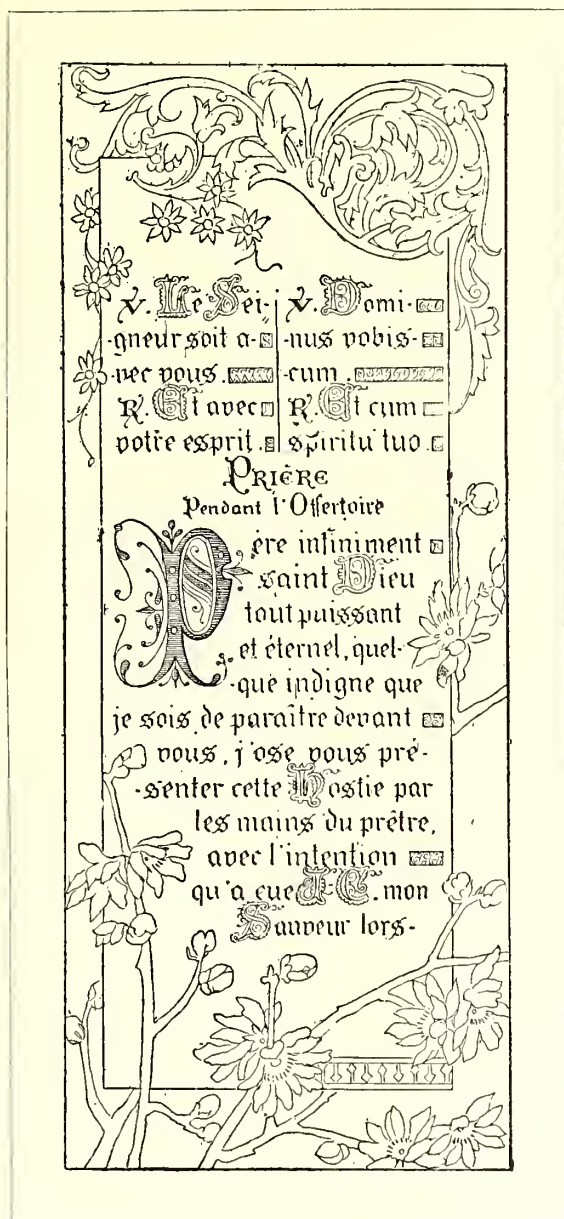 V. Le Sei-
gneur soit a-
vec vous.
R. Et avec
votre esprit.
V. Domi-
nus vobis-
cum.
R. Et cum
spiritu tuo.
PRIÈRE
Pendant l'Offertoire
Père infiniment
saint Dieu
tout puissant
et éternel, quel-
que indigne que
je sois de paraître devant
vous, j'ose vous pré-
senter cette Hostie par
les mains du prêtre,
avec l'intention
qu'a eue J=C. mon
Sauveur lors-